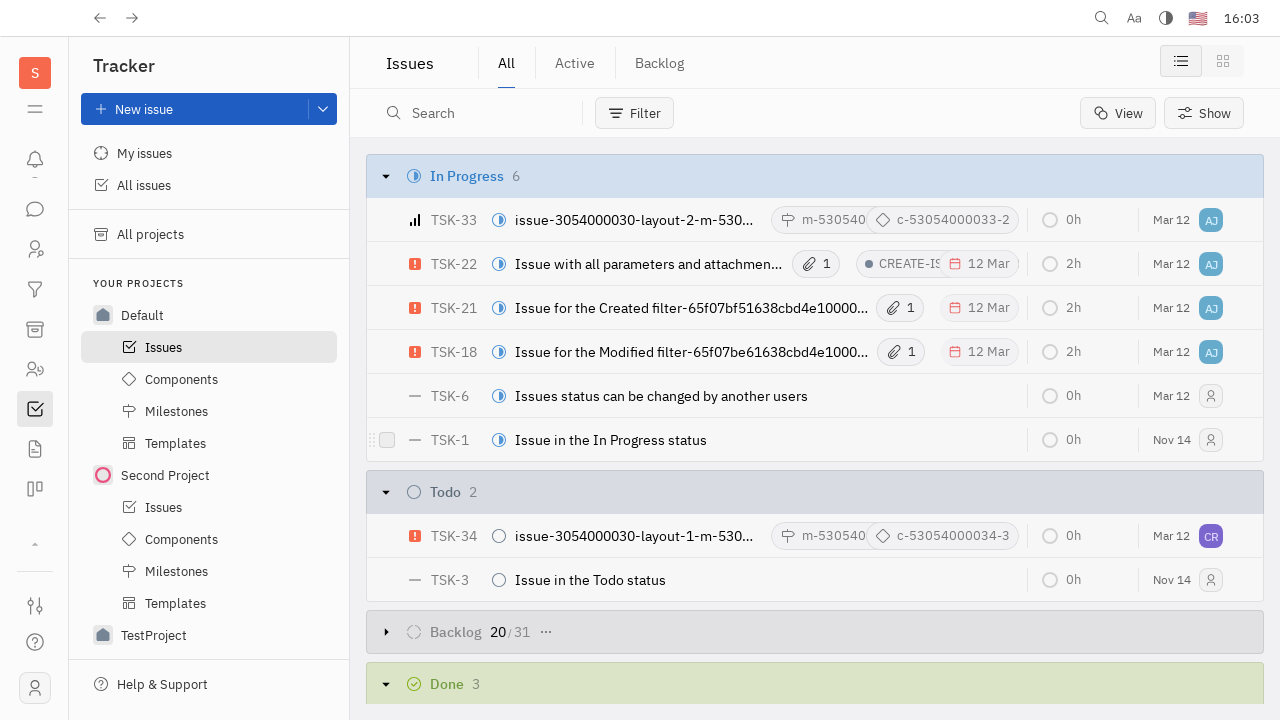 Aa 16:03
S
Tracker
New issue
My issues
All issues
All projects
YOUR PROJECTS
Default
Issues
Components
Milestones
Templates
Second Project
Issues
Components
Milestones
Templates
TestProject
Help & Support
Issues All Active Backlog
Search Filter View Show
In Progress 6
TSK-33 issue-3054000030-layout-2-m-530... m-530540 c-53054000033-2 0h Mar 12 AJ
TSK-22 Issue with all parameters and attachmen... 1 CREATE-IS 12 Mar 2h Mar 12 AJ
TSK-21 Issue for the Created filter-65f07bf51638cbd4e10000... 1 12 Mar 2h Mar 12 AJ
TSK-18 Issue for the Modified filter-65f07be61638cbd4e1000... 1 12 Mar 2h Mar 12 AJ
TSK-6 Issues status can be changed by another users 0h Mar 12
TSK-1 Issue in the In Progress status 0h Nov 14
Todo 2
TSK-34 issue-3054000030-layout-1-m-530... m-530540 c-53054000034-3 0h Mar 12 CR
TSK-3 Issue in the Todo status 0h Nov 14
Backlog 20/31 ...
Done 3